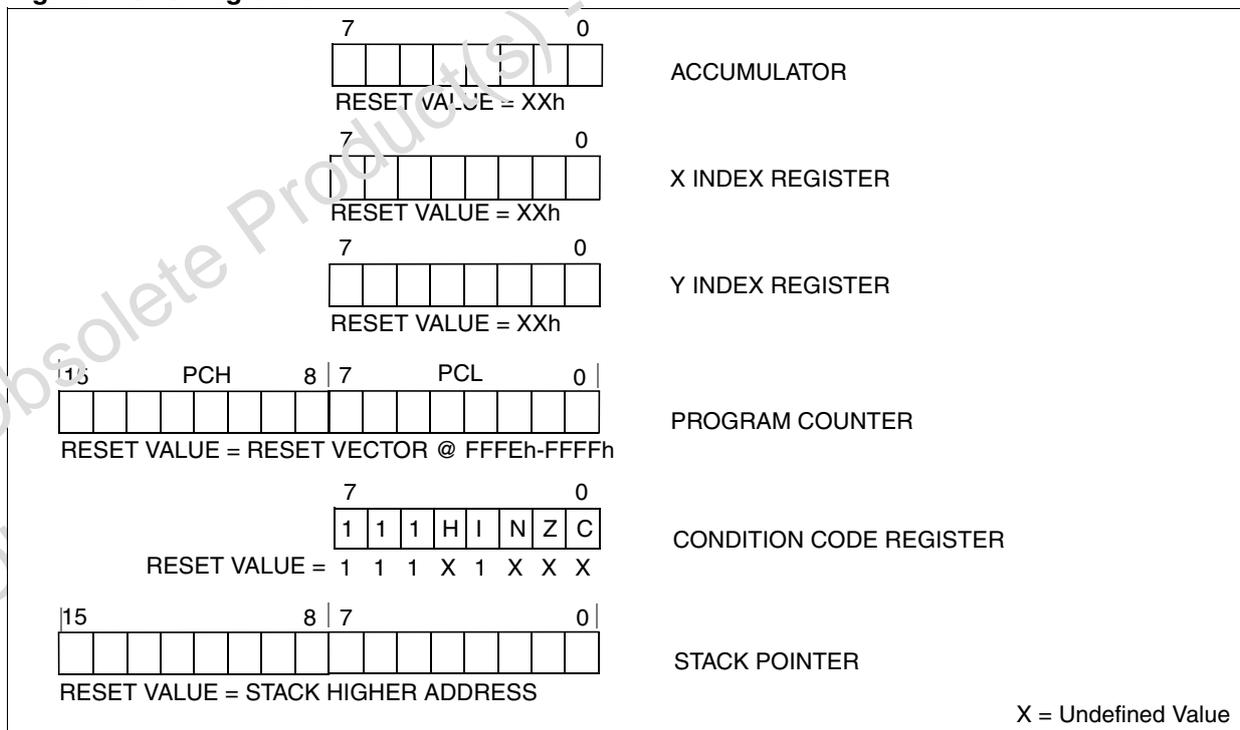 7 0
ACCUMULATOR
RESET VALUE = XXh
7 0
X INDEX REGISTER
RESET VALUE = XXh
7 0
Y INDEX REGISTER
RESET VALUE = XXh
15 PCH 8 7 PCL 0
PROGRAM COUNTER
RESET VALUE = RESET VECTOR @ FFFEh-FFFFh
7 0
1 1 1 H I N Z C
CONDITION CODE REGISTER
RESET VALUE = 1 1 1 X 1 X X X
15 8 7 0
STACK POINTER
RESET VALUE = STACK HIGHER ADDRESS
X = Undefined Value
Obsolete Product(s) -